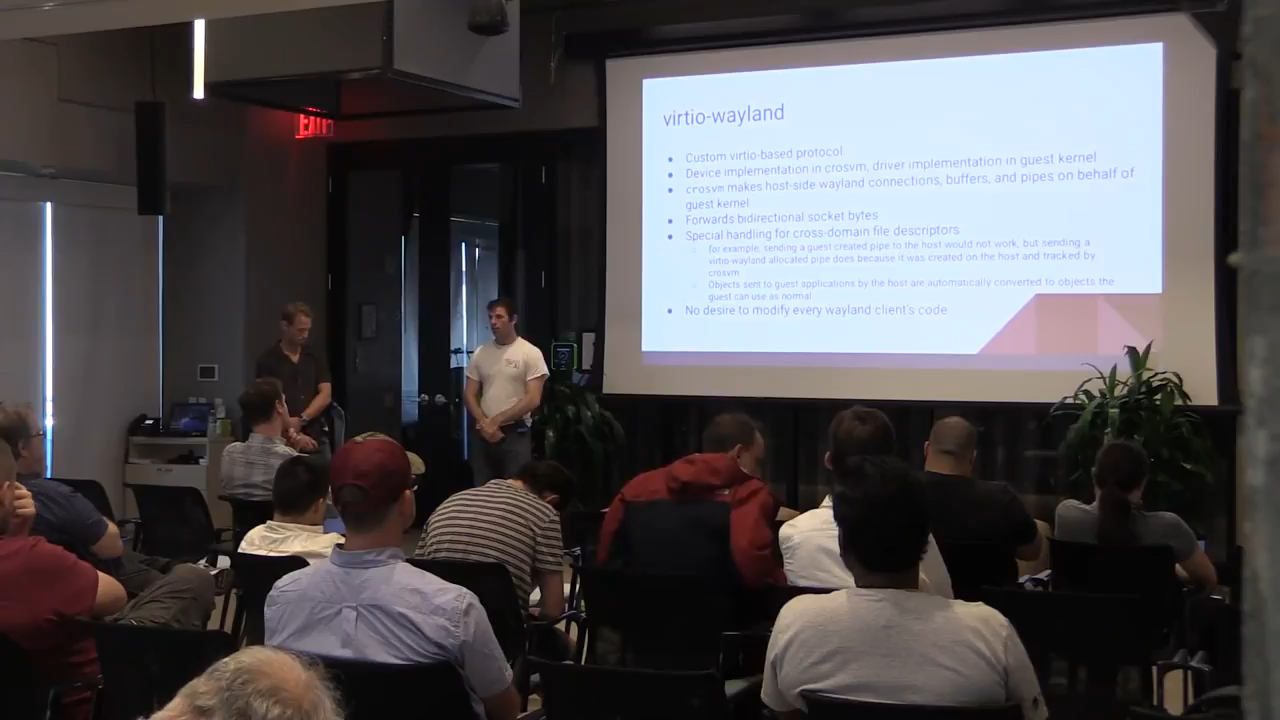 EXIT
virtio-wayland
● Custom virtio-based protocol
● Device implementation in crosvm, driver implementation in guest kernel
● crosvm makes host-side wayland connections, buffers, and pipes on behalf of
guest kernel
● Forwards bidirectional socket bytes
● Special handling for cross-domain file descriptors
○ for example, sending a guest created pipe to the host would not work, but sending a
virtio-wayland allocated pipe does because it was created on the host and tracked by
crosvm
○ Objects sent to guest applications by the host are automatically converted to objects the
guest can use as normal
● No desire to modify every wayland client's code